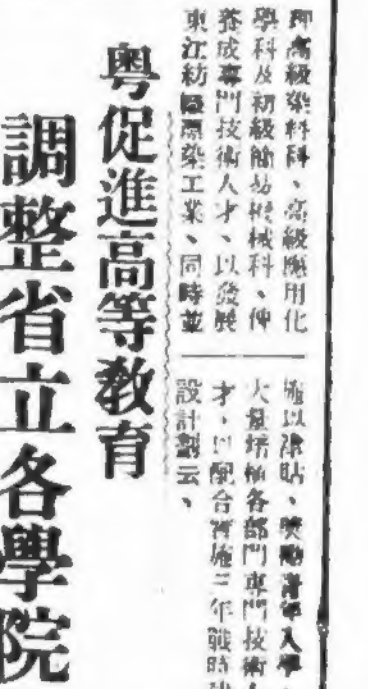 高級染料科、高級應用化
學科及初級簡易機械科、俾
養成專門技術人才、以發展
東江紡織漂染工業、同時並
施以津貼、獎勵青年入學
大量培植各部門專門技術
才、以配合實施三年戰時
設計劃云、
粵促進高等教育
調整省立各學院